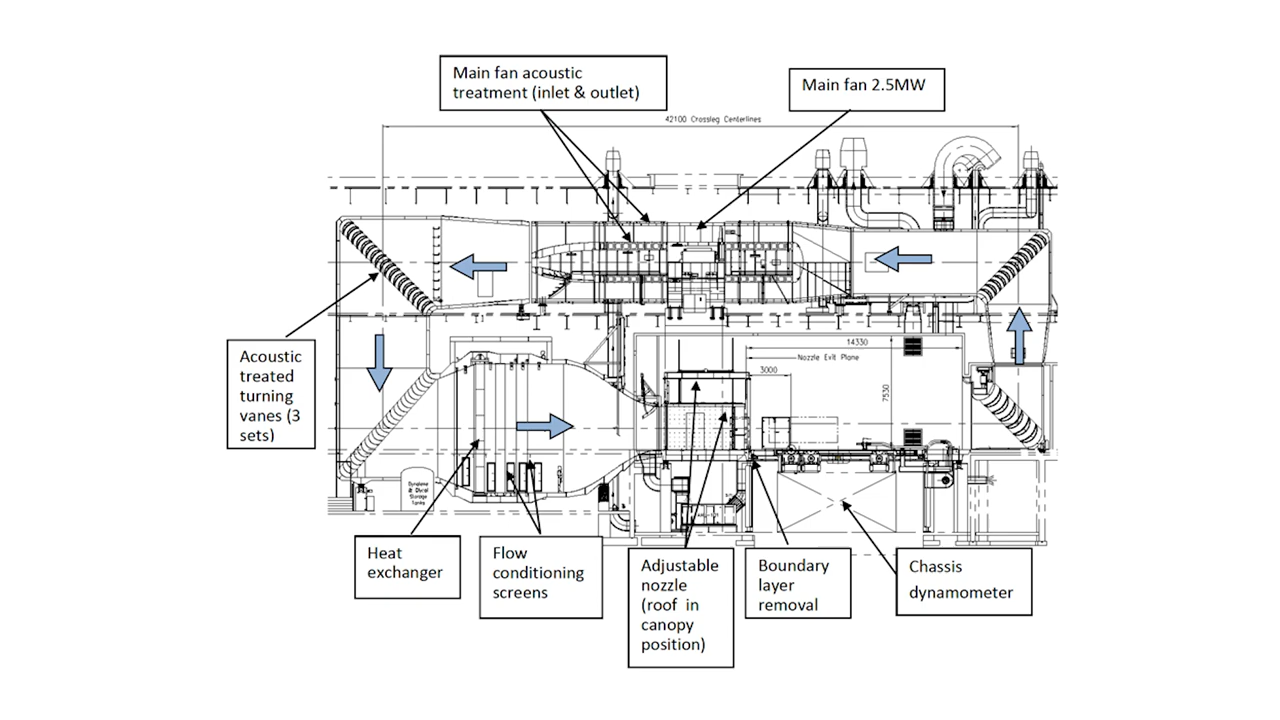 Main fan acoustic
treatment (inlet & outlet)
Main fan 2.5MW
42100 Crossleg Centerlines
14330
Nozzle Exit Plane
3000
7530
Acoustic
treated
turning
vanes (3
sets)
Storage
Tanks
Heat
exchanger
Flow
conditioning
screens
Adjustable
nozzle
(roof in
canopy
position)
Boundary
layer
removal
Chassis
dynamometer